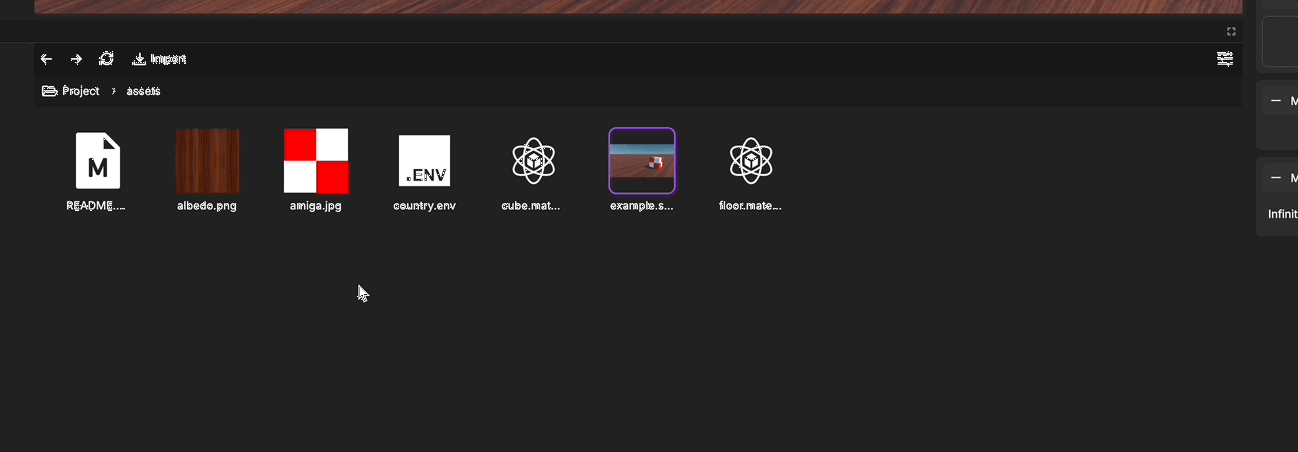 Import
Project › assets
M
.ENV
README....
albedo.png
amiga.jpg
country.env
cube.mat...
example.s...
floor.mate...
M
M
Infinit